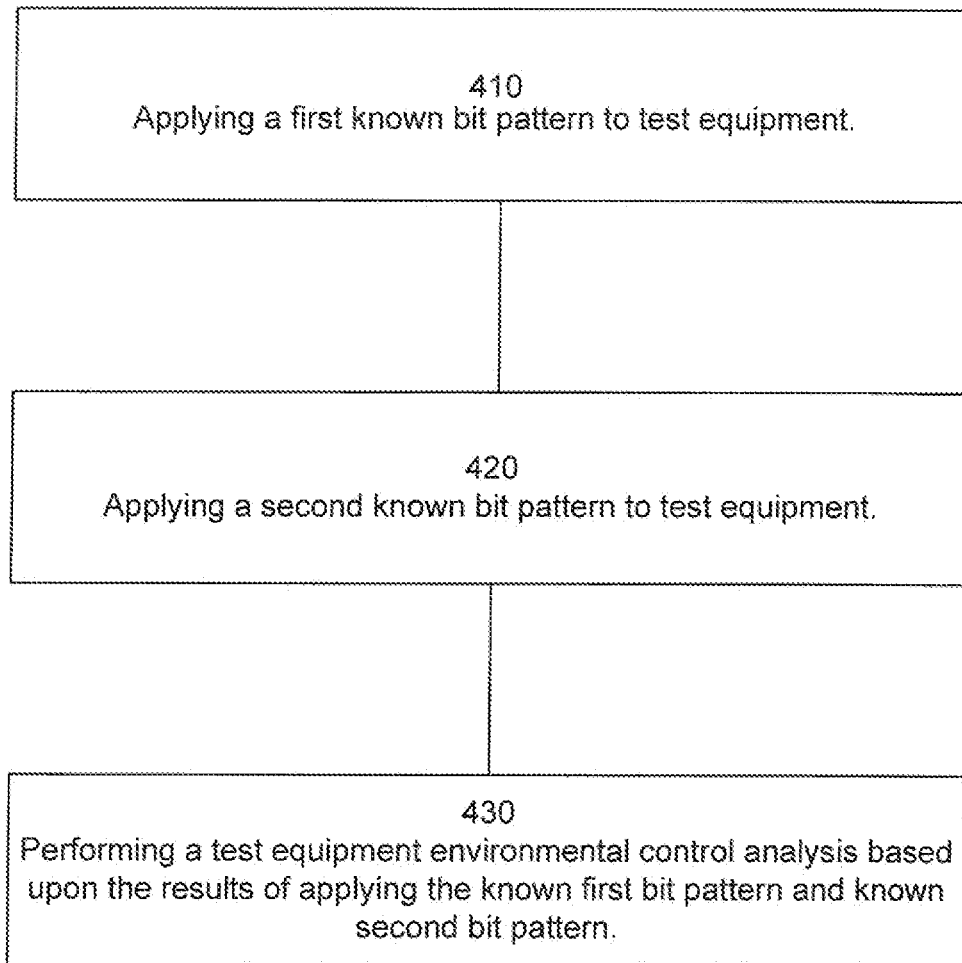 410
Applying a first known bit pattern to test equipment.
420
Applying a second known bit pattern to test equipment.
430
Performing a test equipment environmental control analysis based
upon the results of applying the known first bit pattern and known
second bit pattern.